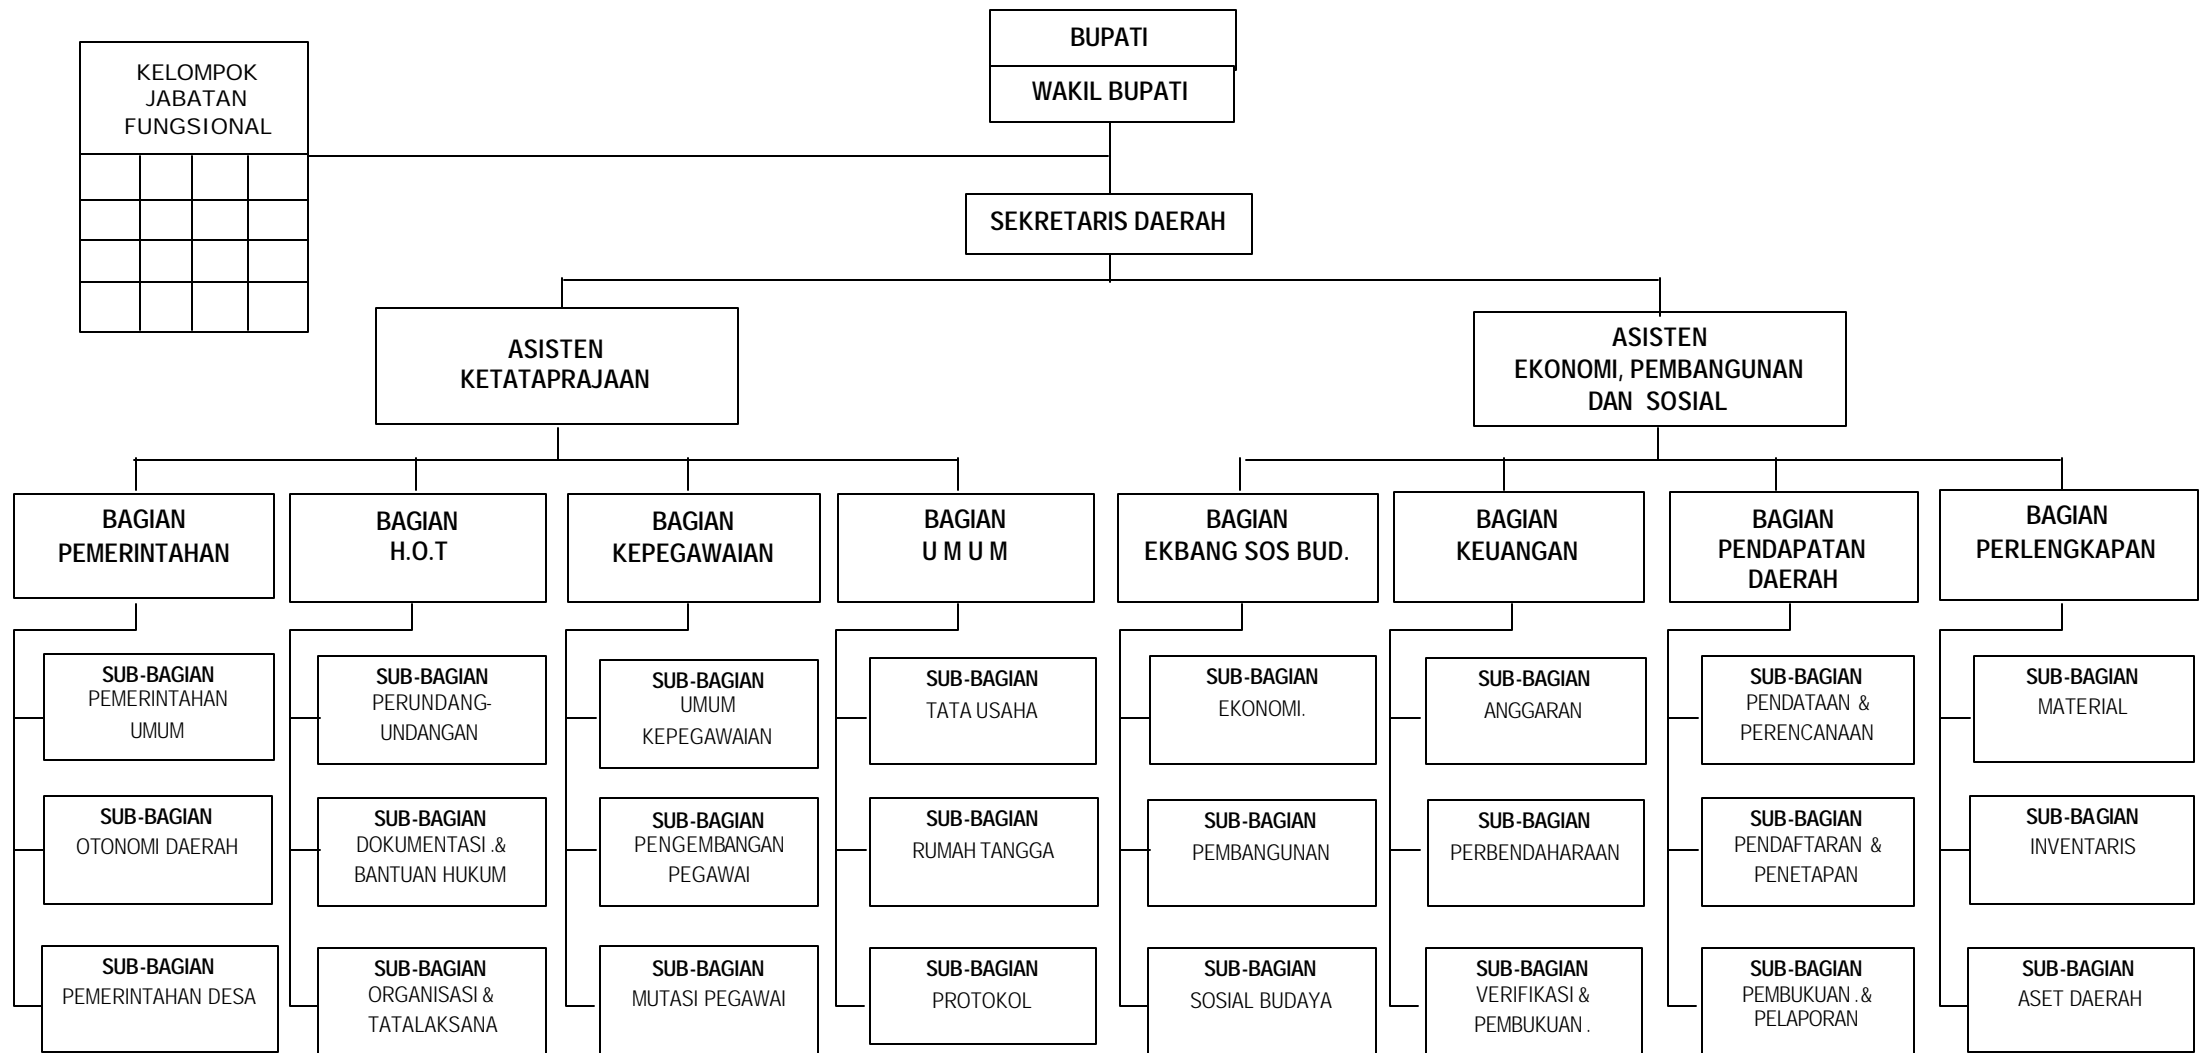 BUPATI
WAKIL BUPATI
KELOMPOK
JABATAN
FUNGSIONAL
SEKRETARIS DAERAH
ASISTEN
KETATAPRAJAAN
ASISTEN
EKONOMI, PEMBANGUNAN
DAN SOSIAL
BAGIAN
PEMERINTAHAN
BAGIAN
H.O.T
BAGIAN
KEPEGAWAIAN
BAGIAN
U M U M
BAGIAN
EKBANG SOS BUD.
BAGIAN
KEUANGAN
BAGIAN
PENDAPATAN
DAERAH
BAGIAN
PERLENGKAPAN
SUB-BAGIAN
PEMERINTAHAN
UMUM
SUB-BAGIAN
PERUNDANG-
UNDANGAN
SUB-BAGIAN
UMUM
KEPEGAWAIAN
SUB-BAGIAN
TATA USAHA
SUB-BAGIAN
EKONOMI.
SUB-BAGIAN
ANGGARAN
SUB-BAGIAN
PENDATAAN &
PERENCANAAN
SUB-BAGIAN
MATERIAL
SUB-BAGIAN
OTONOMI DAERAH
SUB-BAGIAN
DOKUMENTASI .&
BANTUAN HUKUM
SUB-BAGIAN
PENGEMBANGAN
PEGAWAI
SUB-BAGIAN
RUMAH TANGGA
SUB-BAGIAN
PEMBANGUNAN
SUB-BAGIAN
PERBENDAHARAAN
SUB-BAGIAN
PENDAFTARAN &
PENETAPAN
SUB-BAGIAN
INVENTARIS
SUB-BAGIAN
PEMERINTAHAN DESA
SUB-BAGIAN
ORGANISASI &
TATALAKSANA
SUB-BAGIAN
MUTASI PEGAWAI
SUB-BAGIAN
PROTOKOL
SUB-BAGIAN
SOSIAL BUDAYA
SUB-BAGIAN
VERIFIKASI &
PEMBUKUAN .
SUB-BAGIAN
PEMBUKUAN .&
PELAPORAN
SUB-BAGIAN
ASET DAERAH